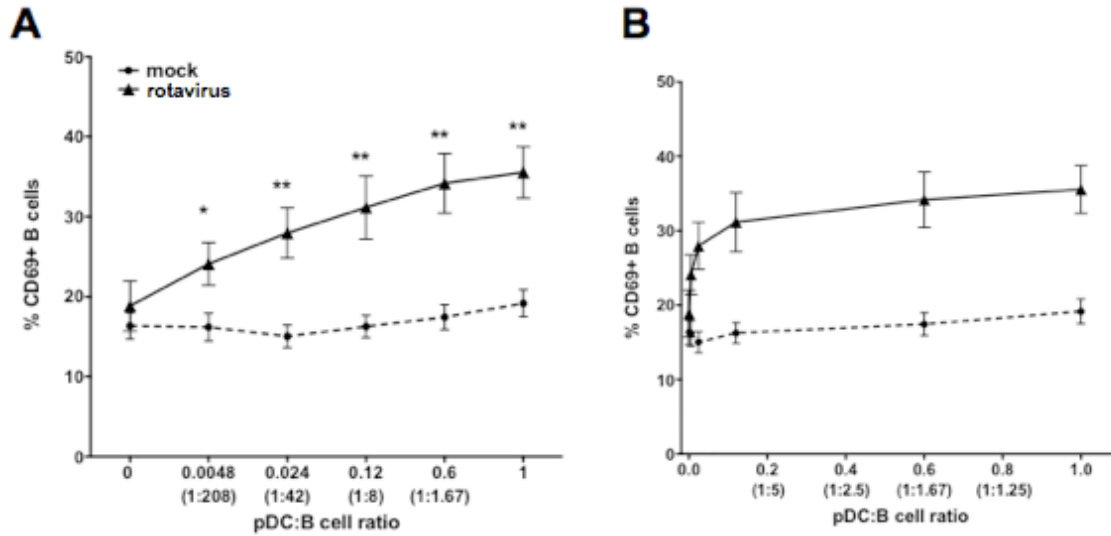 A
50
40
30
20
10
0
% CD69+ B cells
mock
rotavirus
*
**
**
**
**
0 0.0048 0.024 0.12 0.6 1
(1:208) (1:42) (1:8) (1:1.67)
pDC:B cell ratio
B
50
40
30
20
10
0
% CD69+ B cells
0.0 0.2 0.4 0.6 0.8 1.0
(1:5) (1:2.5) (1:1.67) (1:1.25)
pDC:B cell ratio